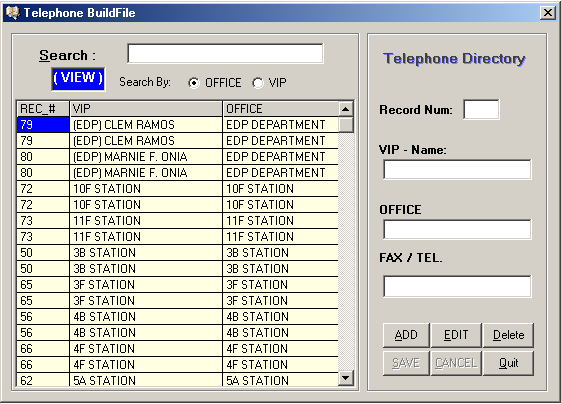 Telephone BuildFile
Search :
( VIEW )
Search By: OFFICE VIP
REC_# VIP OFFICE
79 (EDP) CLEM RAMOS EDP DEPARTMENT
79 (EDP) CLEM RAMOS EDP DEPARTMENT
80 (EDP) MARNIE F. ONIA EDP DEPARTMENT
80 (EDP) MARNIE F. ONIA EDP DEPARTMENT
72 10F STATION 10F STATION
72 10F STATION 10F STATION
73 11F STATION 11F STATION
73 11F STATION 11F STATION
50 3B STATION 3B STATION
50 3B STATION 3B STATION
65 3F STATION 3F STATION
65 3F STATION 3F STATION
56 4B STATION 4B STATION
56 4B STATION 4B STATION
66 4F STATION 4F STATION
66 4F STATION 4F STATION
62 5A STATION 5A STATION
Telephone Directory
Record Num:
VIP - Name:
OFFICE
FAX / TEL.
ADD EDIT Delete
SAVE CANCEL Quit